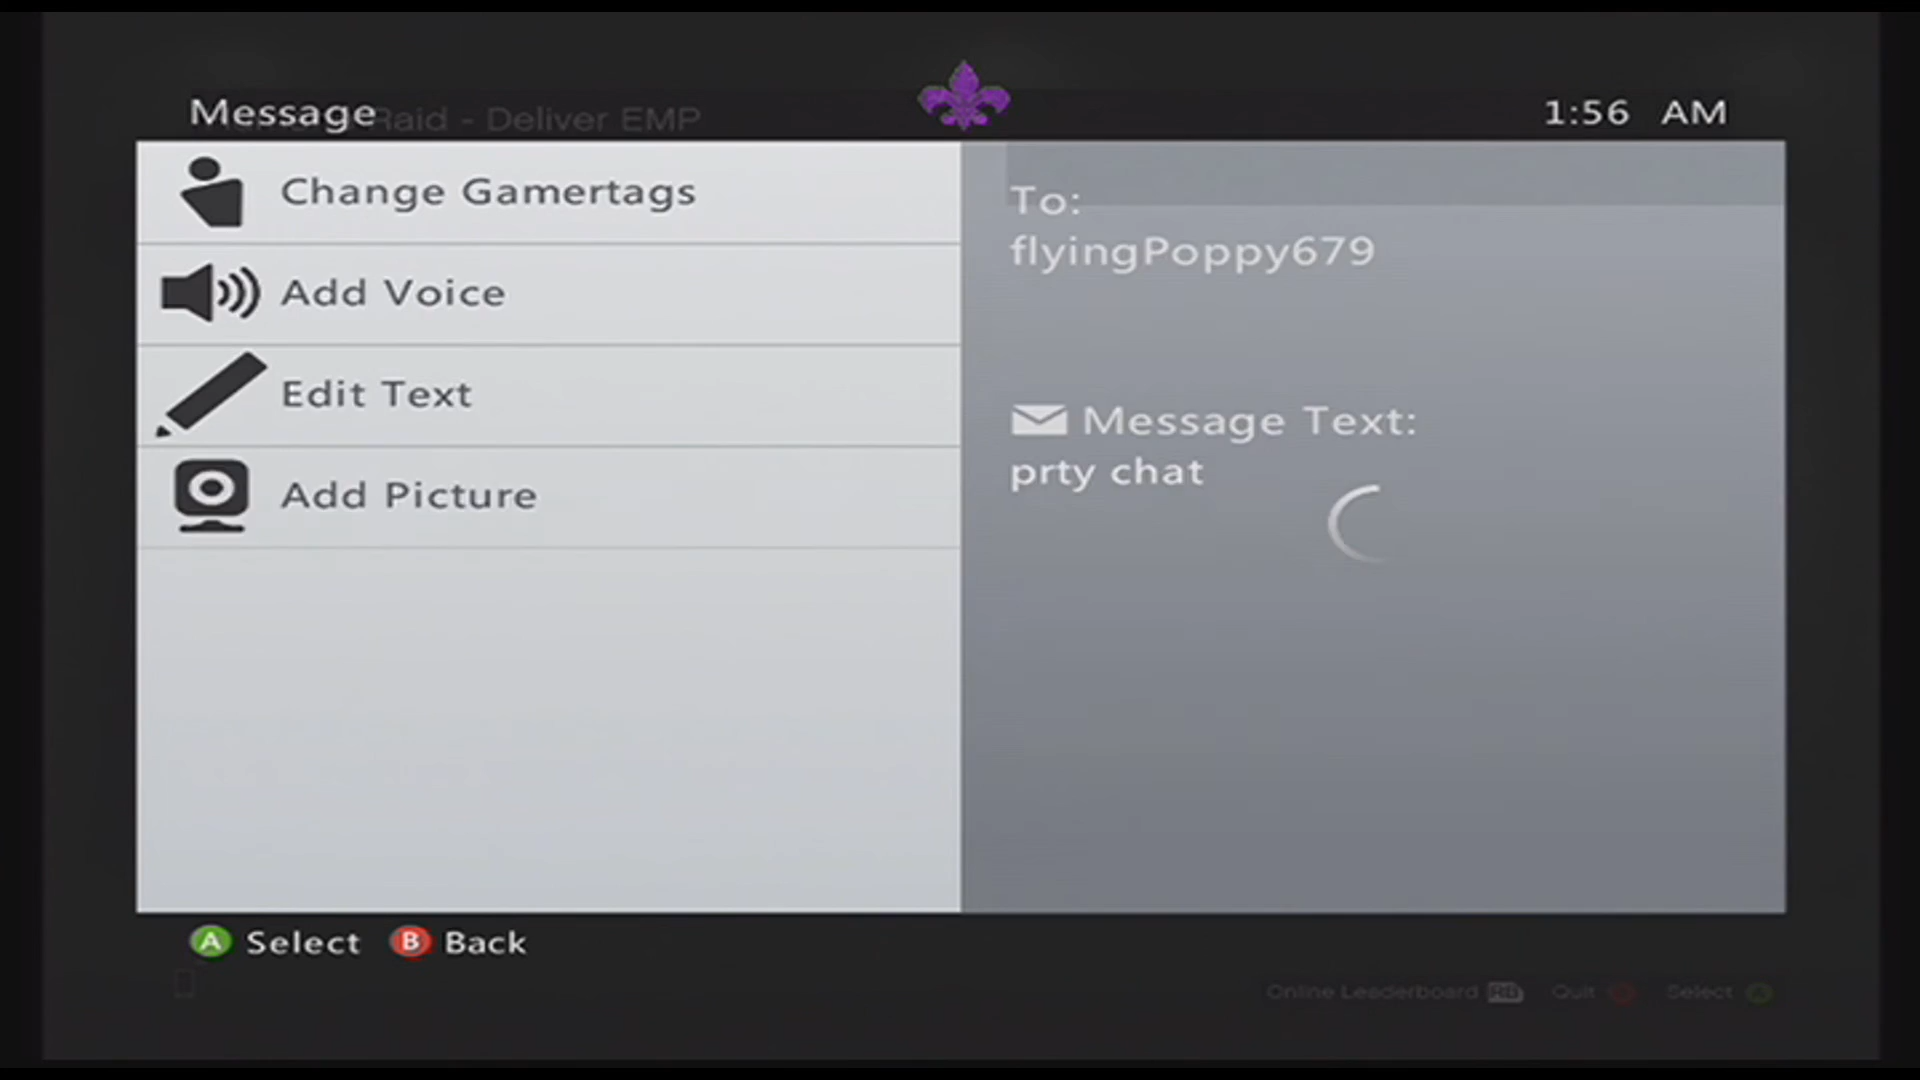 Message
Raid - Deliver EMP
1:56 AM
Change Gamertags
Add Voice
Edit Text
Add Picture
To:
flyingPoppy679
Message Text:
prty chat
A Select B Back
Online Leaderboard RB Quit Select A